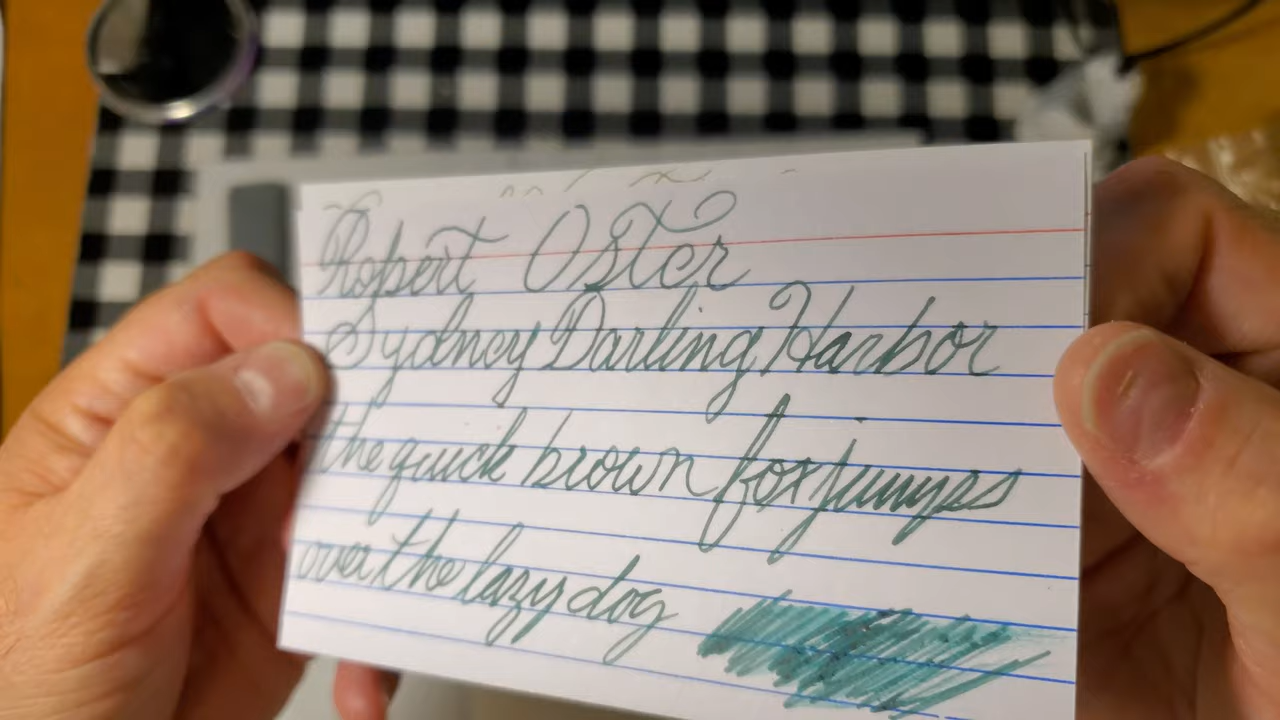 Robert Oster
Sydney Darling Harbor
the quick brown fox jumps
over the lazy dog